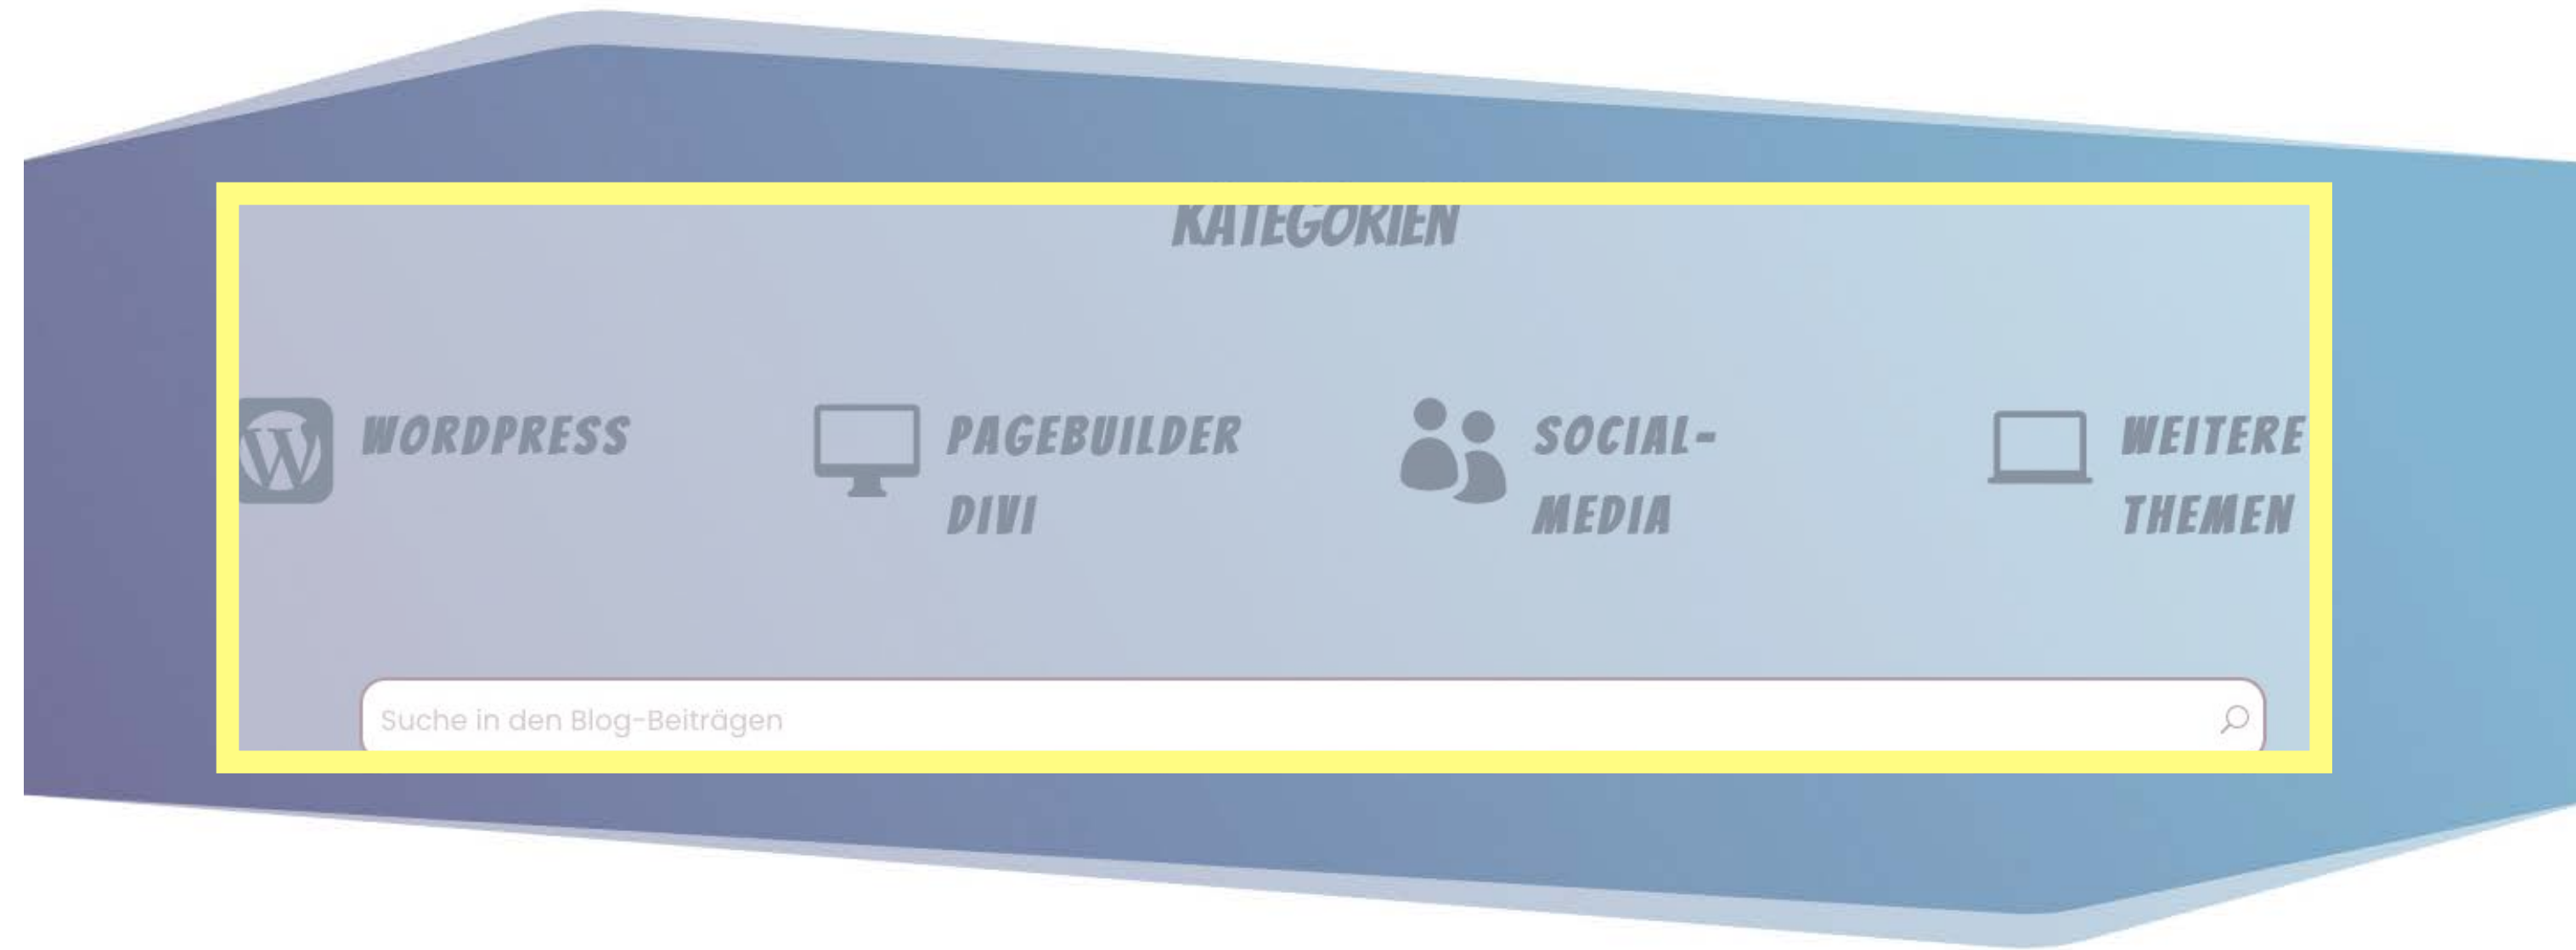 KATEGORIEN
WORDPRESS
PAGEBUILDER
DIVI
SOCIAL-
MEDIA
WEITERE
THEMEN
Suche in den Blog-Beiträgen